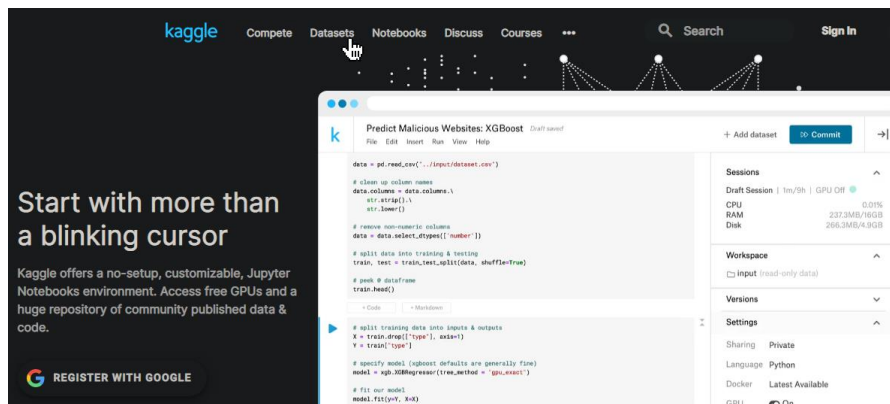 kaggle Compete Datasets Notebooks Discuss Courses ••• Search Sign In
Start with more than
a blinking cursor
Kaggle offers a no-setup, customizable, Jupyter
Notebooks environment. Access free GPUs and a
huge repository of community published data &
code.
REGISTER WITH GOOGLE
k
Predict Malicious Websites: XGBoost Draft saved
File Edit Insert Run View Help
+ Add dataset
Commit
data = pd.read_csv('../input/dataset.csv')
# clean up column names
data.columns = data.columns.\
str.strip().\
str.lower()
# remove non-numeric columns
data = data.select_dtypes(['number'])
# split data into training & testing
train, test = train_test_split(data, shuffle=True)
# peek @ dataframe
train.head()
+ Code + Markdown
# split training data into inputs & outputs
X = train.drop(['type'], axis=1)
Y = train['type']
# specify model (xgboost defaults are generally fine)
model = xgb.XGBRegressor(tree_method = 'gpu_exact')
# fit our model
model.fit(y=Y, X=X)
Sessions
Draft Session | 1m/9h | GPU Off
CPU 0.01%
RAM 237.3MB/16GB
Disk 266.3MB/4.9GB
Workspace
input (read-only data)
Versions
Settings
Sharing Private
Language Python
Docker Latest Available
GPU On